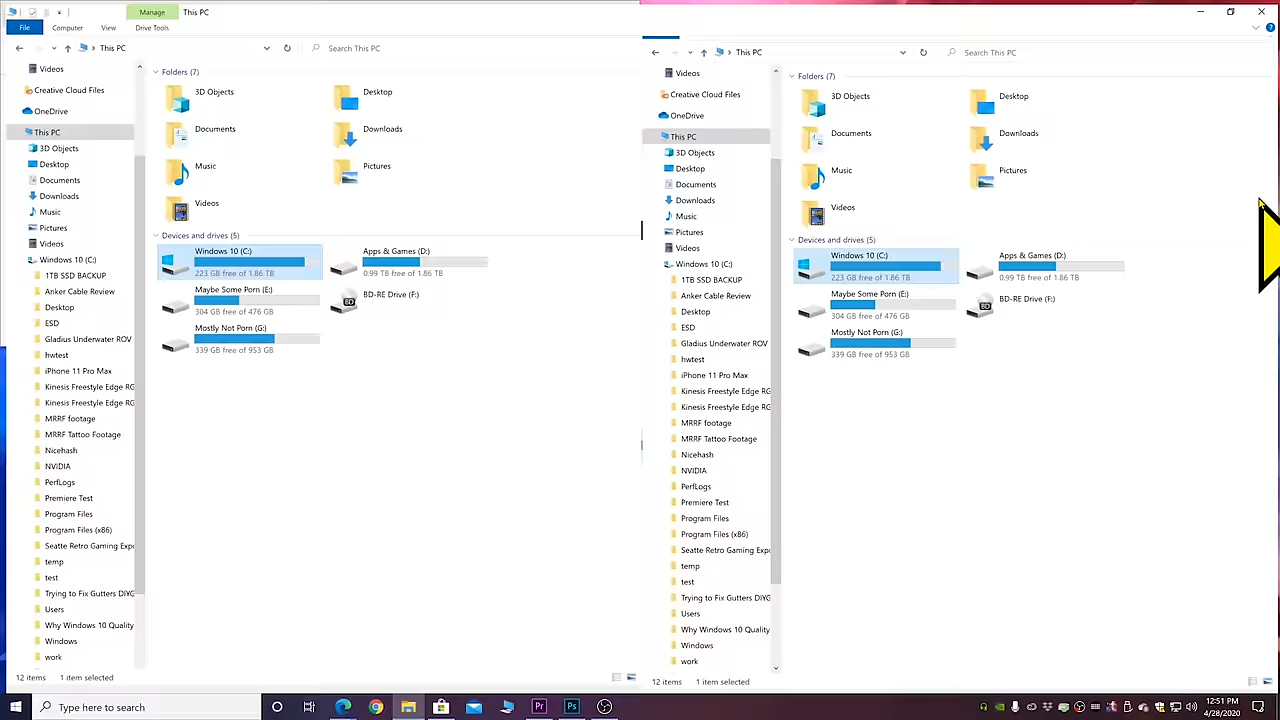 Manage
This PC
File
Computer
View
Drive Tools
This PC
Search This PC
Videos
Creative Cloud Files
OneDrive
This PC
3D Objects
Desktop
Documents
Downloads
Music
Pictures
Videos
Windows 10 (C:)
1TB SSD BACKUP
Anker Cable Review
Desktop
ESD
Gladius Underwater ROV
hwtest
iPhone 11 Pro Max
Kinesis Freestyle Edge RG
Kinesis Freestyle Edge RG
MRRF footage
MRRF Tattoo Footage
Nicehash
NVIDIA
PerfLogs
Premiere Test
Program Files
Program Files (x86)
Seatte Retro Gaming Expo
temp
test
Trying to Fix Gutters DIYG
Users
Why Windows 10 Quality
Windows
work
Folders (7)
3D Objects
Desktop
Documents
Downloads
Music
Pictures
Videos
Devices and drives (5)
Windows 10 (C:)
223 GB free of 1.86 TB
Apps & Games (D:)
0.99 TB free of 1.86 TB
Maybe Some Porn (E:)
304 GB free of 476 GB
BD
BD-RE Drive (F:)
Mostly Not Porn (G:)
339 GB free of 953 GB
12 items
1 item selected
This PC
Search This PC
Videos
Creative Cloud Files
OneDrive
This PC
3D Objects
Desktop
Documents
Downloads
Music
Pictures
Videos
Windows 10 (C:)
1TB SSD BACKUP
Anker Cable Review
Desktop
ESD
Gladius Underwater ROV
hwtest
iPhone 11 Pro Max
Kinesis Freestyle Edge RG
Kinesis Freestyle Edge RG
MRRF footage
MRRF Tattoo Footage
Nicehash
NVIDIA
PerfLogs
Premiere Test
Program Files
Program Files (x86)
Seatte Retro Gaming Expo
temp
test
Trying to Fix Gutters DIYG
Users
Why Windows 10 Quality
Windows
work
Folders (7)
3D Objects
Desktop
Documents
Downloads
Music
Pictures
Videos
Devices and drives (5)
Windows 10 (C:)
223 GB free of 1.86 TB
Apps & Games (D:)
0.99 TB free of 1.86 TB
Maybe Some Porn (E:)
304 GB free of 476 GB
BD
BD-RE Drive (F:)
Mostly Not Porn (G:)
339 GB free of 953 GB
12 items
1 item selected
Type here to search
Pr
Ps
12:51 PM
4/28/2020